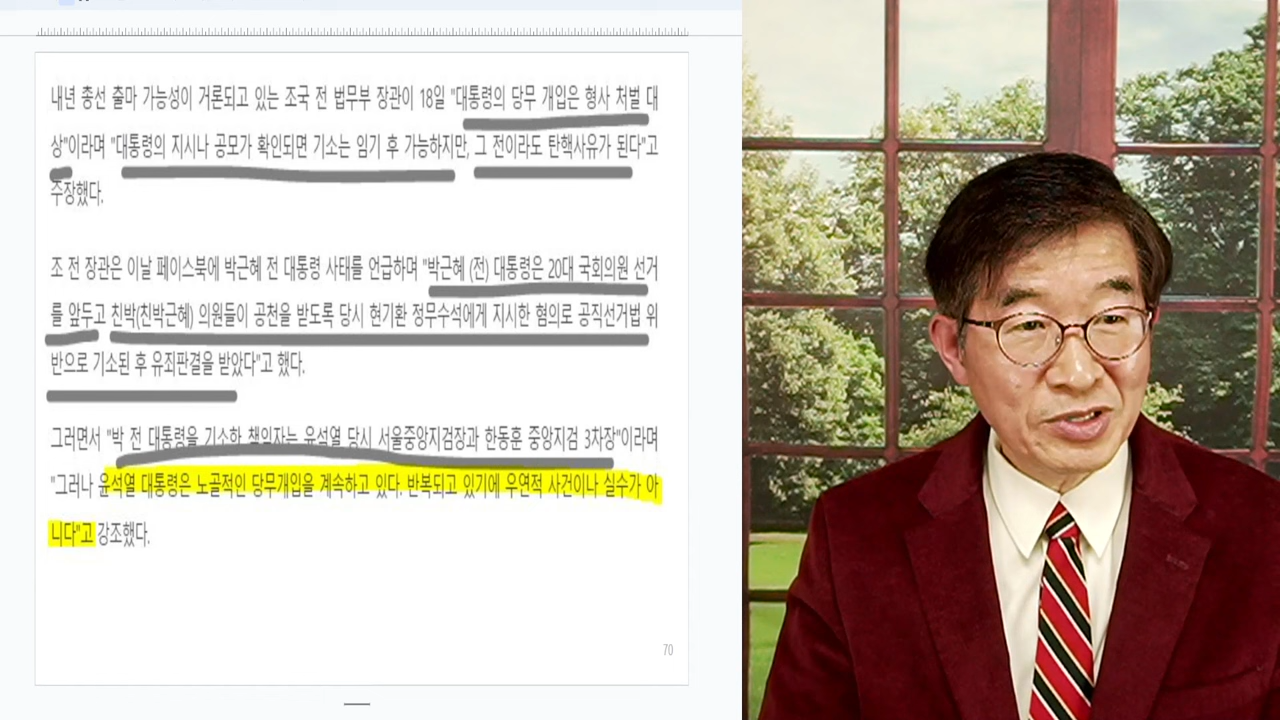 내년 총선 출마 가능성이 거론되고 있는 조국 전 법무부 장관이 18일 "대통령의 당무 개입은 형사 처벌 대
상"이라며 "대통령의 지시나 공모가 확인되면 기소는 임기 후 가능하지만, 그 전이라도 탄핵사유가 된다"고
주장했다.
조 전 장관은 이날 페이스북에 박근혜 전 대통령 사태를 언급하며 "박근혜 (전) 대통령은 20대 국회의원 선거
를 앞두고 친박(친박근혜) 의원들이 공천을 받도록 당시 현기환 정무수석에게 지시한 혐의로 공직선거법 위
반으로 기소된 후 유죄판결을 받았다"고 했다.
그러면서 "박 전 대통령을 기소한 책임자는 윤석열 당시 서울중앙지검장과 한동훈 중앙지검 3차장"이라며
"그러나 윤석열 대통령은 노골적인 당무개입을 계속하고 있다. 반복되고 있기에 우연적 사건이나 실수가 아
니다"고 강조했다.
70